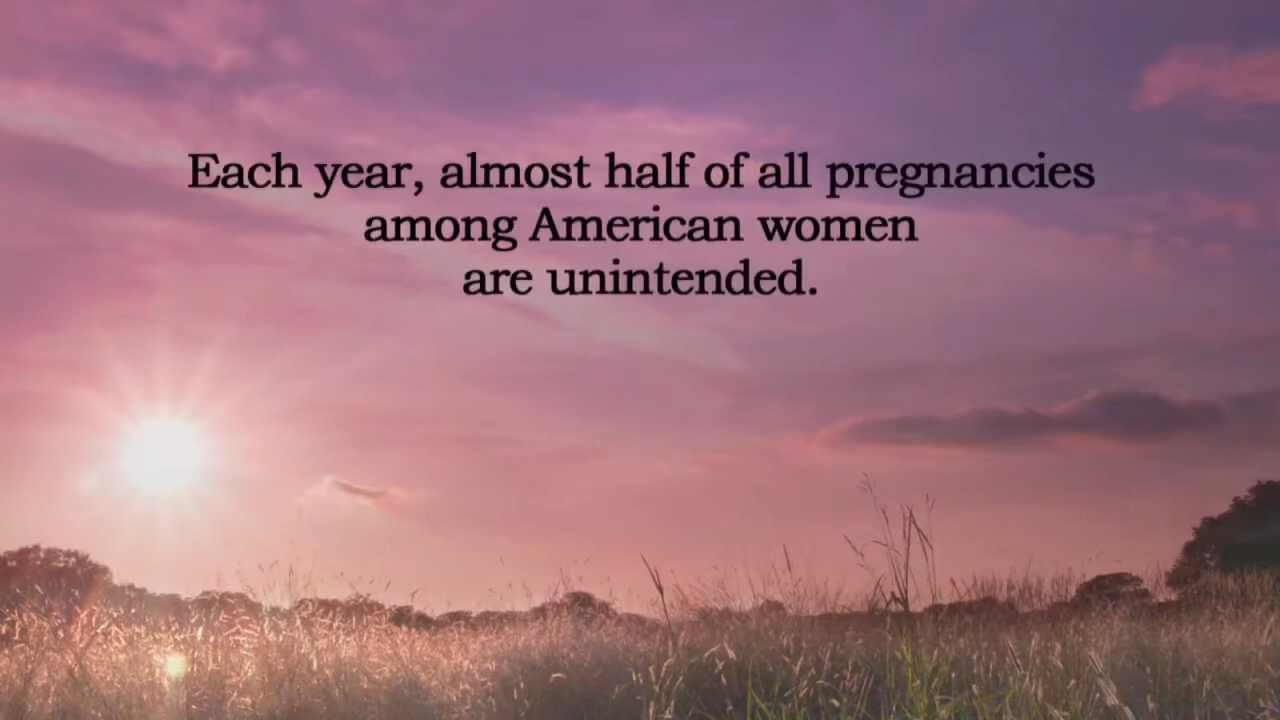 Each year, almost half of all pregnancies
among American women
are unintended.